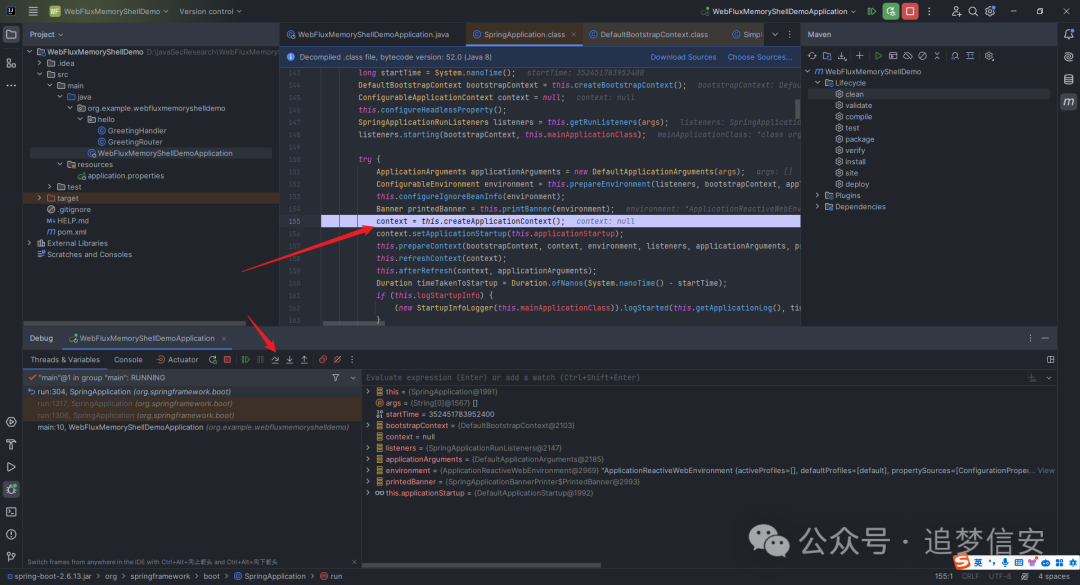 WF WebFluxMemoryShellDemo Version control
WebFluxMemoryShellDemoApplication
Project
WebFluxMemoryShellDemo D:\javaSecResearch\WebFluxMemory
.idea
src
main
java
org.example.webfluxmemoryshelldemo
hello
GreetingHandler
GreetingRouter
WebFluxMemoryShellDemoApplication
resources
application.properties
test
target
.gitignore
HELP.md
pom.xml
External Libraries
Scratches and Consoles
WebFluxMemoryShellDemoApplication.java SpringApplication.class DefaultBootstrapContext.class Simpl
Decompiled .class file, bytecode version: 52.0 (Java 8) Download Sources Choose Sources...
143 long startTime = System.nanoTime(); startTime: 352451783952400
144 DefaultBootstrapContext bootstrapContext = this.createBootstrapContext(); bootstrapContext: Defau
145 ConfigurableApplicationContext context = null; context: null
146 this.configureHeadlessProperty();
147 SpringApplicationRunListeners listeners = this.getRunListeners(args); listeners: SpringApplication
148 listeners.starting(bootstrapContext, this.mainApplicationClass); mainApplicationClass: "class org
149
150 try {
151 ApplicationArguments applicationArguments = new DefaultApplicationArguments(args); args: []
152 ConfigurableEnvironment environment = this.prepareEnvironment(listeners, bootstrapContext, appl
153 this.configureIgnoreBeanInfo(environment);
154 Banner printedBanner = this.printBanner(environment); environment: "ApplicationReactiveWebEnv
155 context = this.createApplicationContext(); context: null
156 context.setApplicationStartup(this.applicationStartup);
157 this.prepareContext(bootstrapContext, context, environment, listeners, applicationArguments, p
158 this.refreshContext(context);
159 this.afterRefresh(context, applicationArguments);
160 Duration timeTakenToStartup = Duration.ofNanos(System.nanoTime() - startTime);
161 if (this.logStartupInfo) {
162 (new StartupInfoLogger(this.mainApplicationClass)).logStarted(this.getApplicationLog(), tim
163 }
Maven
WebFluxMemoryShellDemo
Lifecycle
clean
validate
compile
test
package
verify
install
site
deploy
Plugins
Dependencies
Debug WebFluxMemoryShellDemoApplication
Threads & Variables Console Actuator
"main"@1 in group "main": RUNNING
run:304, SpringApplication (org.springframework.boot)
run:1317, SpringApplication (org.springframework.boot)
run:1306, SpringApplication (org.springframework.boot)
main:10, WebFluxMemoryShellDemoApplication (org.example.webfluxmemoryshelldemo)
Evaluate expression (Enter) or add a watch (Ctrl+Shift+Enter)
this = {SpringApplication@1991}
args = {String[0]@1567} []
startTime = 352451783952400
bootstrapContext = {DefaultBootstrapContext@2103}
context = null
listeners = {SpringApplicationRunListeners@2147}
applicationArguments = {DefaultApplicationArguments@2185}
environment = {ApplicationReactiveWebEnvironment@2969} "ApplicationReactiveWebEnvironment {activeProfiles=[], defaultProfiles=[default], propertySources=[ConfigurationProper... View
printedBanner = {SpringApplicationBannerPrinter$PrintedBanner@2993}
this.applicationStartup = {DefaultApplicationStartup@1992}
公众号 · 追梦信安
Switch frames from anywhere in the IDE with Ctrl+Alt+向上箭头 and Ctrl+Alt+向下箭头
S 英
spring-boot-2.6.13.jar org springframework boot SpringApplication run
155:1 CRLF UTF-8 4 spaces